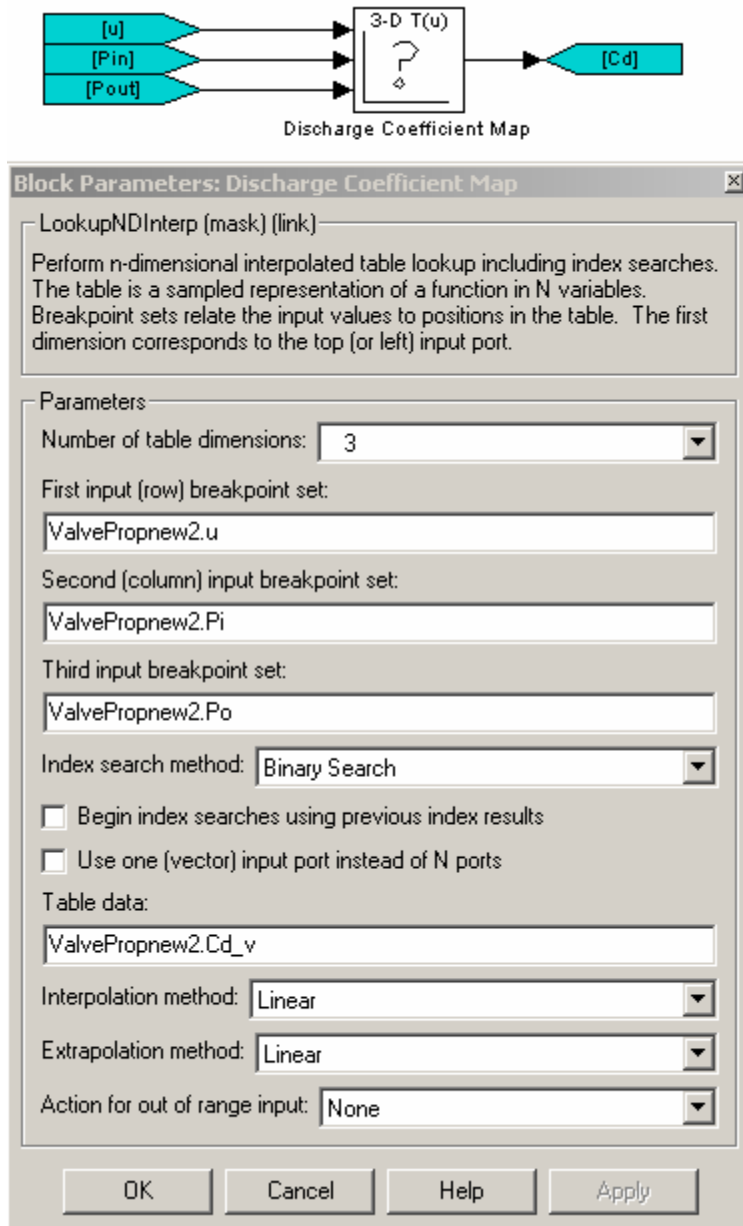 [u]
[Pin]
[Pout]
3-D T(u)
?
[Cd]
Discharge Coefficient Map
Block Parameters: Discharge Coefficient Map
LookupNDInterp (mask) (link)
Perform n-dimensional interpolated table lookup including index searches.
The table is a sampled representation of a function in N variables.
Breakpoint sets relate the input values to positions in the table.  The first
dimension corresponds to the top (or left) input port.
Parameters
Number of table dimensions: 3
First input (row) breakpoint set:
ValvePropnew2.u
Second (column) input breakpoint set:
ValvePropnew2.Pi
Third input breakpoint set:
ValvePropnew2.Po
Index search method: Binary Search
Begin index searches using previous index results
Use one (vector) input port instead of N ports
Table data:
ValvePropnew2.Cd_v
Interpolation method: Linear
Extrapolation method: Linear
Action for out of range input: None
OK Cancel Help Apply